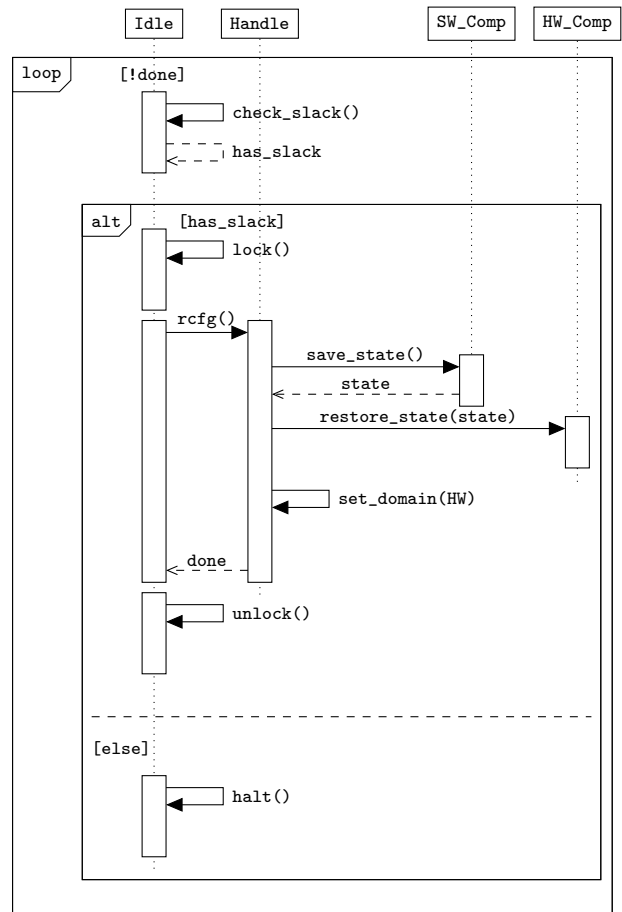 Idle
Handle
SW_Comp
HW_Comp
loop
[!done]
check_slack()
has_slack
alt
[has_slack]
lock()
rcfg()
save_state()
state
restore_state(state)
set_domain(HW)
done
unlock()
[else]
halt()